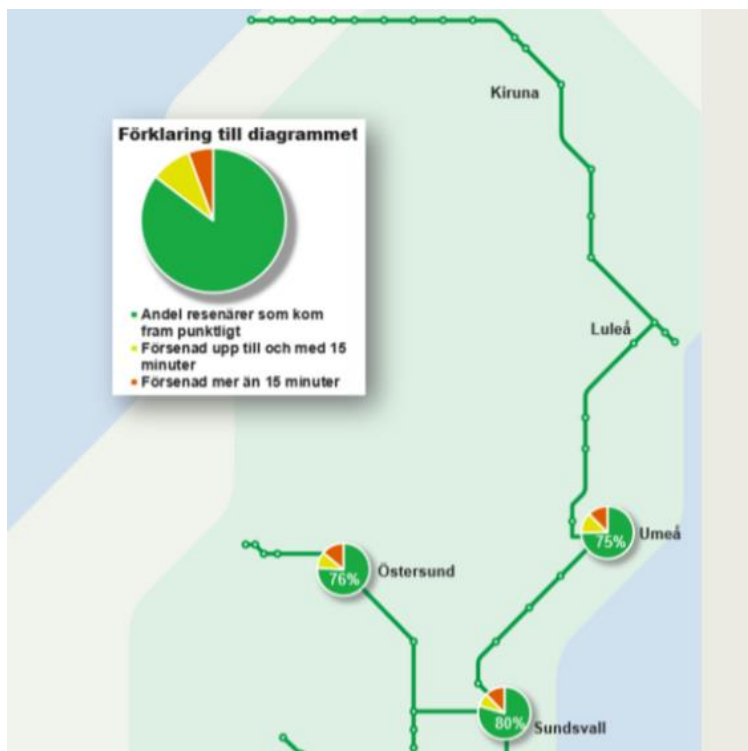 Kiruna
Förklaring till diagrammet
Andel resenärer som kom
fram punktligt
Försenad upp till och med 15
minuter
Försenad mer än 15 minuter
Luleå
75%
Umeå
76%
Östersund
80%
Sundsvall